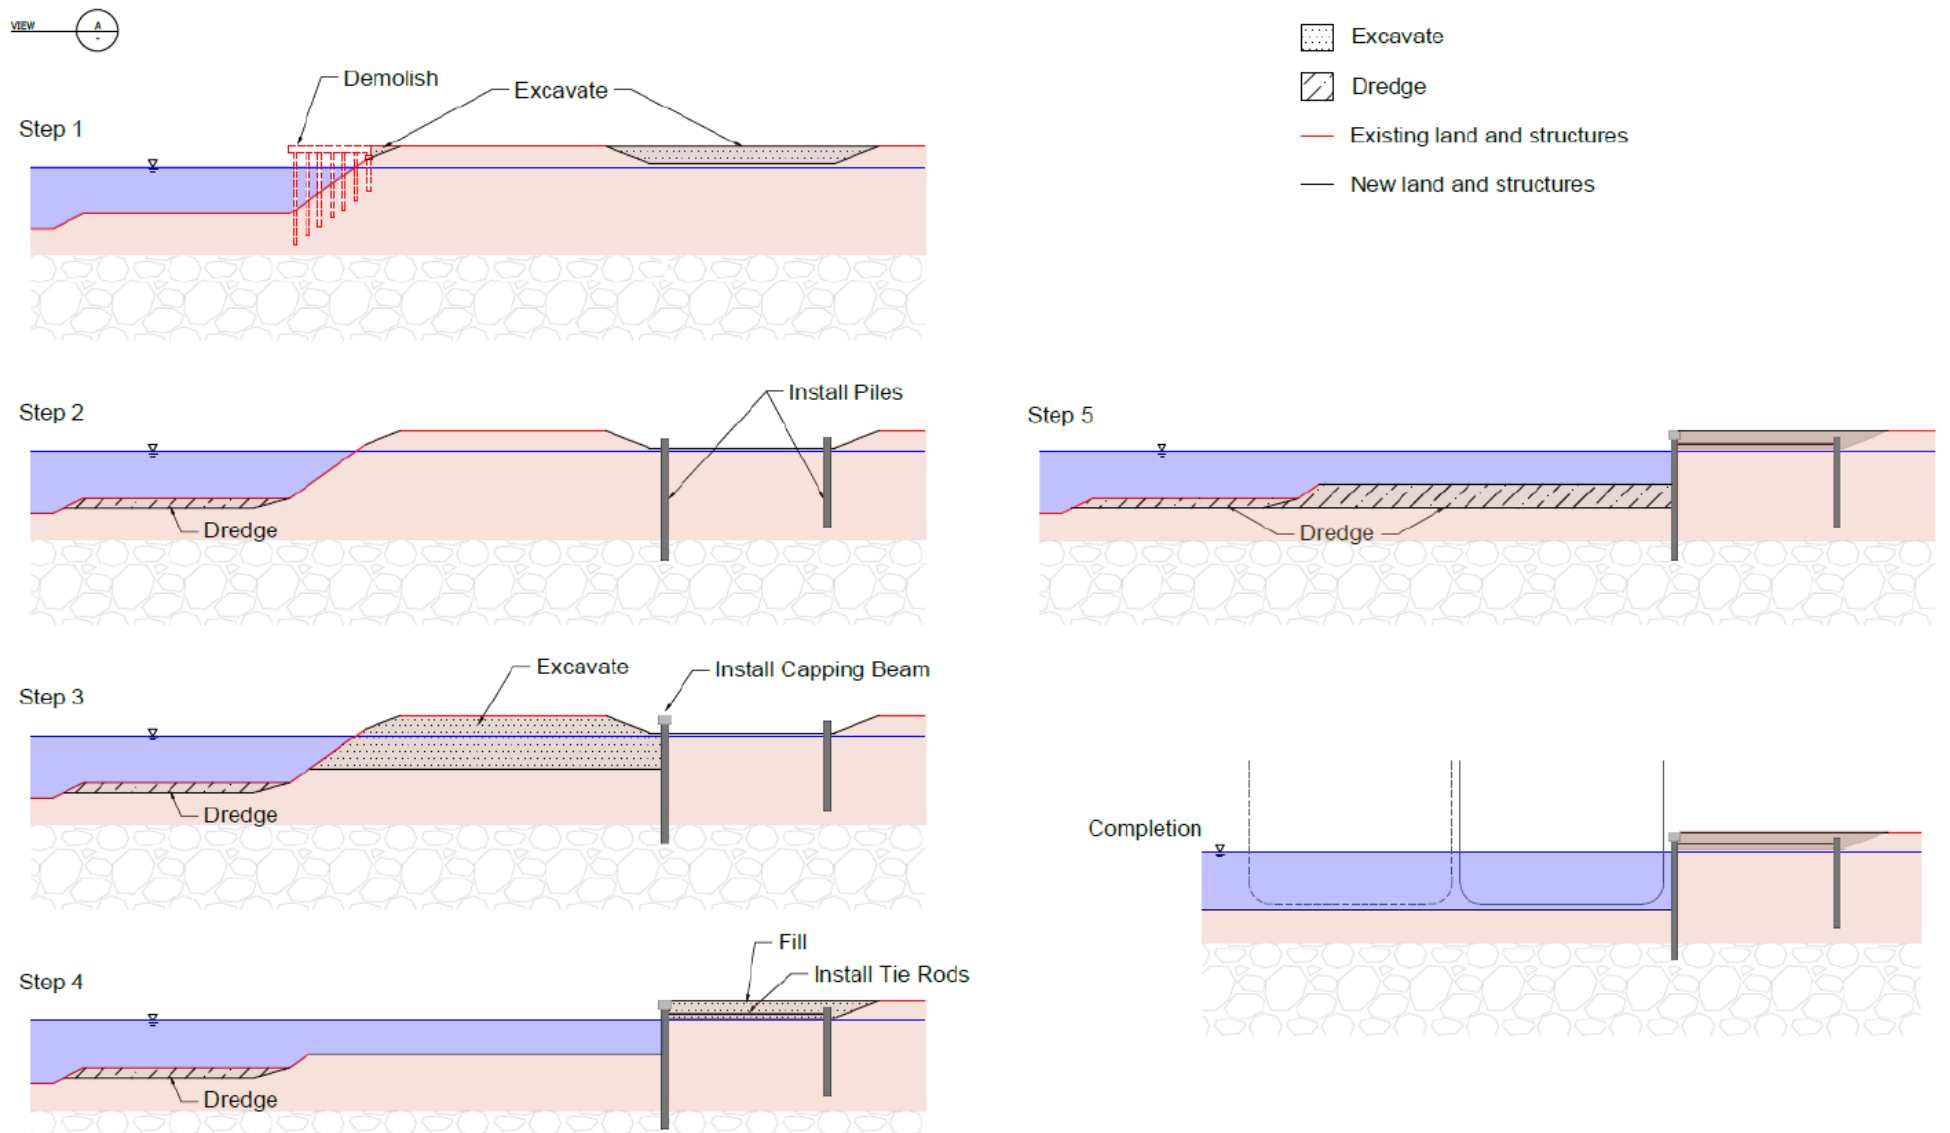 VIEW
A
-
Excavate
Dredge
Existing land and structures
New land and structures
Step 1
Demolish
Excavate
Step 2
Install Piles
Dredge
Step 3
Excavate
Install Capping Beam
Dredge
Step 4
Fill
Install Tie Rods
Dredge
Step 5
Dredge
Completion